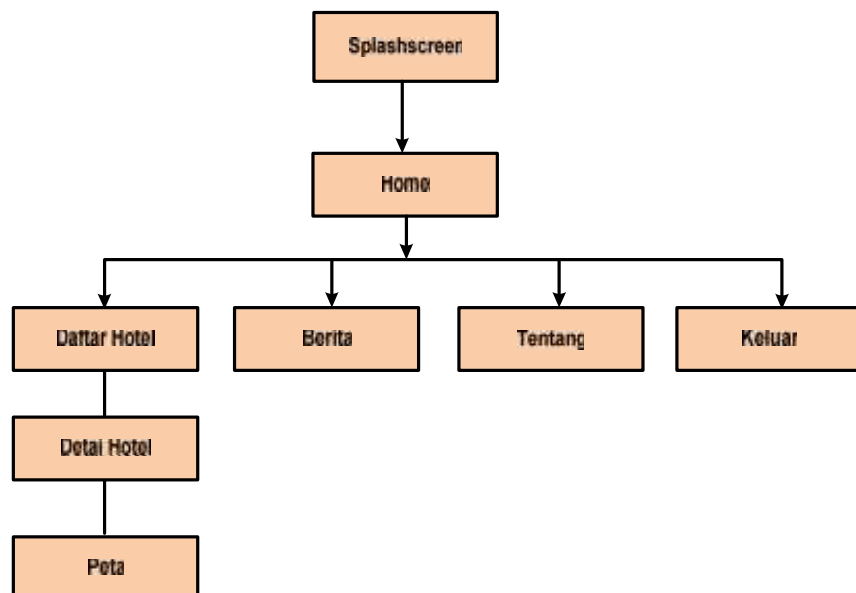 Splashscreen
Home
Daftar Hotel
Berita
Tentang
Keluar
Detai Hotel
Peta